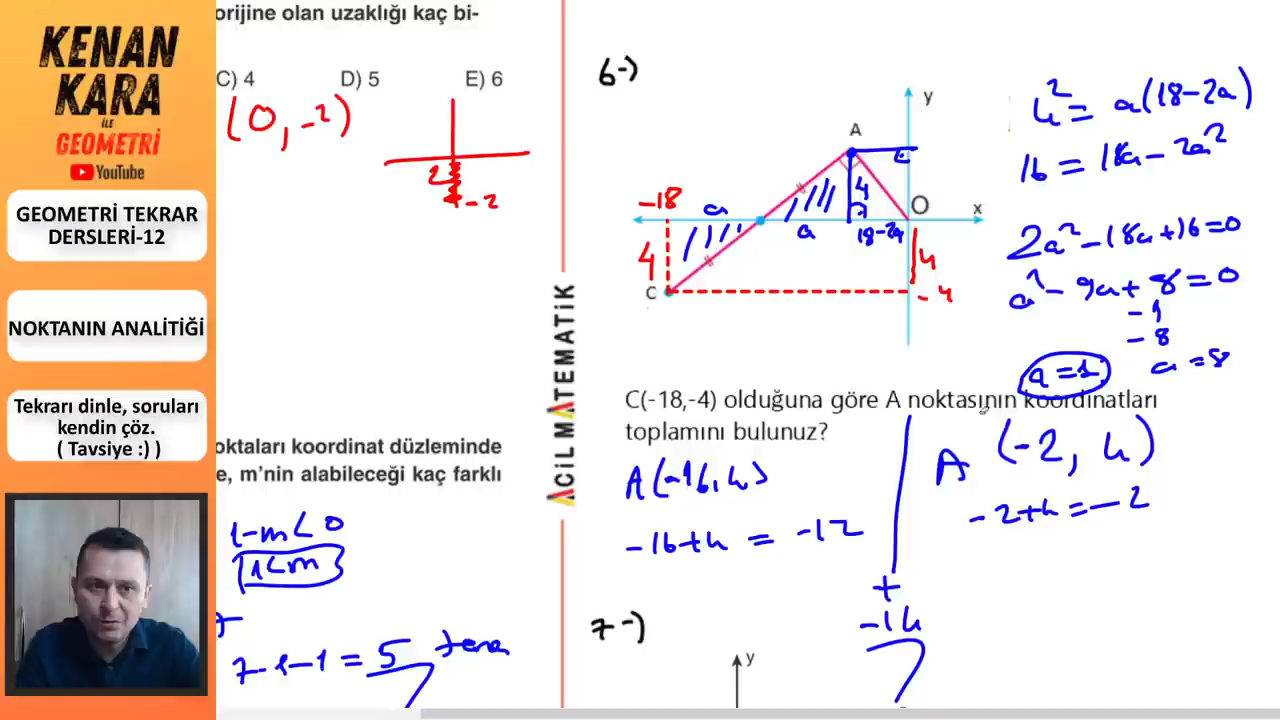 KENAN
KARA
İLE
GEOMETRİ
YouTube
GEOMETRİ TEKRAR
DERSLERİ-12
NOKTANIN ANALİTİĞİ
Tekrarı dinle, soruları
kendin çöz.
( Tavsiye :) )
orijine olan uzaklığı kaç bi-
C) 4 D) 5 E) 6
(0, -2)
2
-2
oktaları koordinat düzleminde
e, m'nin alabileceği kaç farklı
1-m<0
1<m
7
7-1-1 = 5 tane
ACİL MATEMATİK
6-)
y
A
-18
a
4
O
x
a
18-2a
4
4
C
-4
4² = a(18-2a)
16 = 18a-2a²
2a²-18a+16=0
a²-9a+8=0
-1
-8
a=1
a=8
C(-18,-4) olduğuna göre A noktasının koordinatları
toplamını bulunuz?
A(-16,4)
-16+4 = -12
A (-2, 4)
-2+4=-2
+
-14
7-)
y